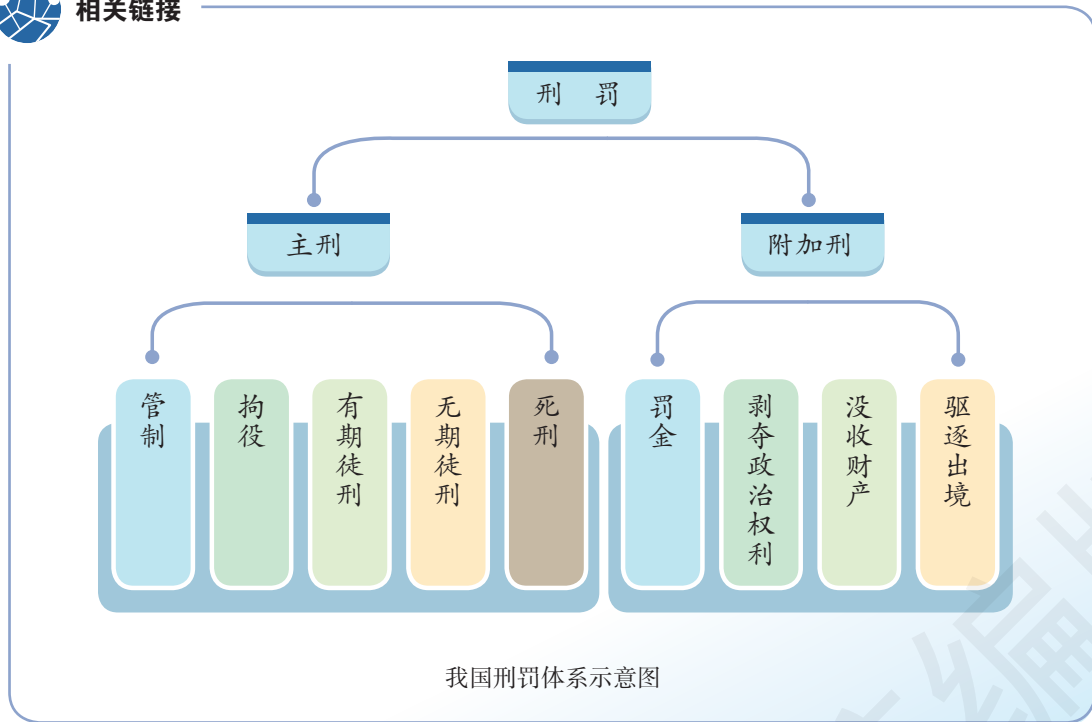 相关链接
刑 罚
主刑
附加刑
管制
拘役
有期徒刑
无期徒刑
死刑
罚金
剥夺政治权利
没收财产
驱逐出境
我国刑罚体系示意图